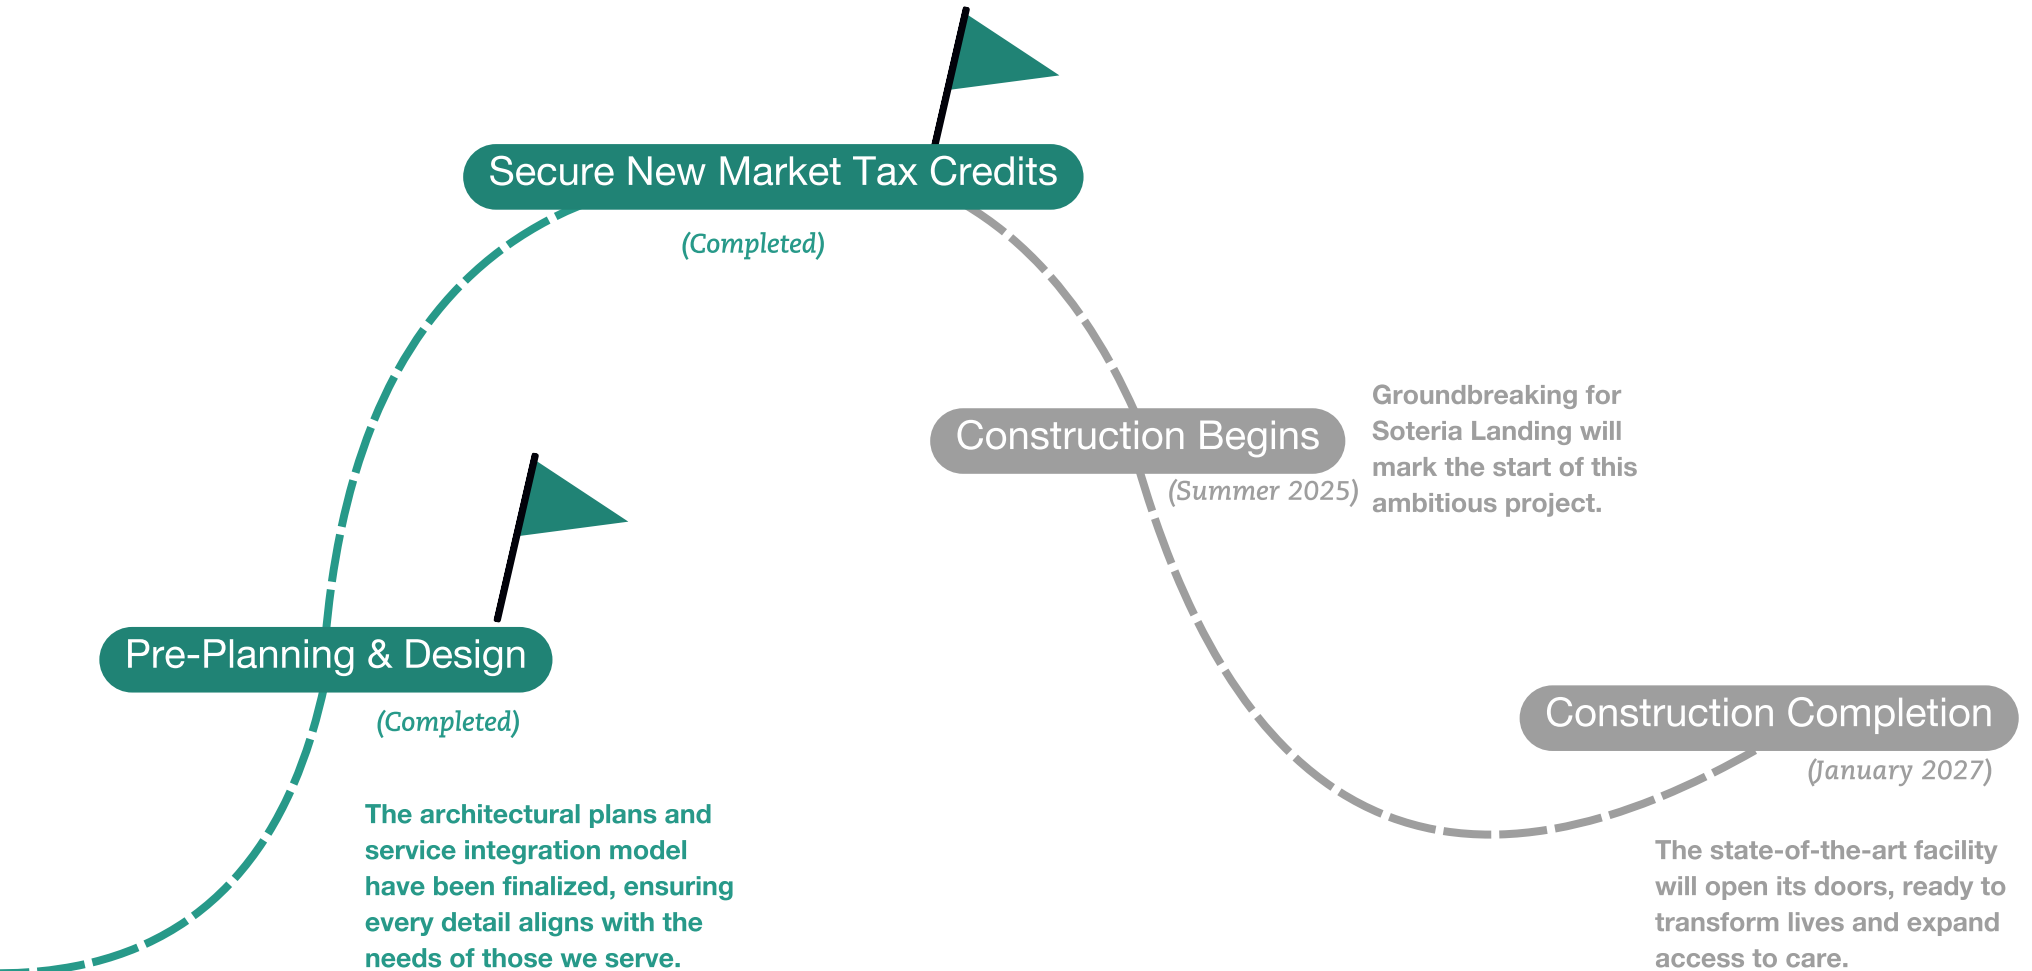 Secure New Market Tax Credits
(Completed)
Construction Begins
(Summer 2025)
Groundbreaking for
Soteria Landing will
mark the start of this
ambitious project.
Pre-Planning & Design
(Completed)
The architectural plans and
service integration model
have been finalized, ensuring
every detail aligns with the
needs of those we serve.
Construction Completion
(January 2027)
The state-of-the-art facility
will open its doors, ready to
transform lives and expand
access to care.